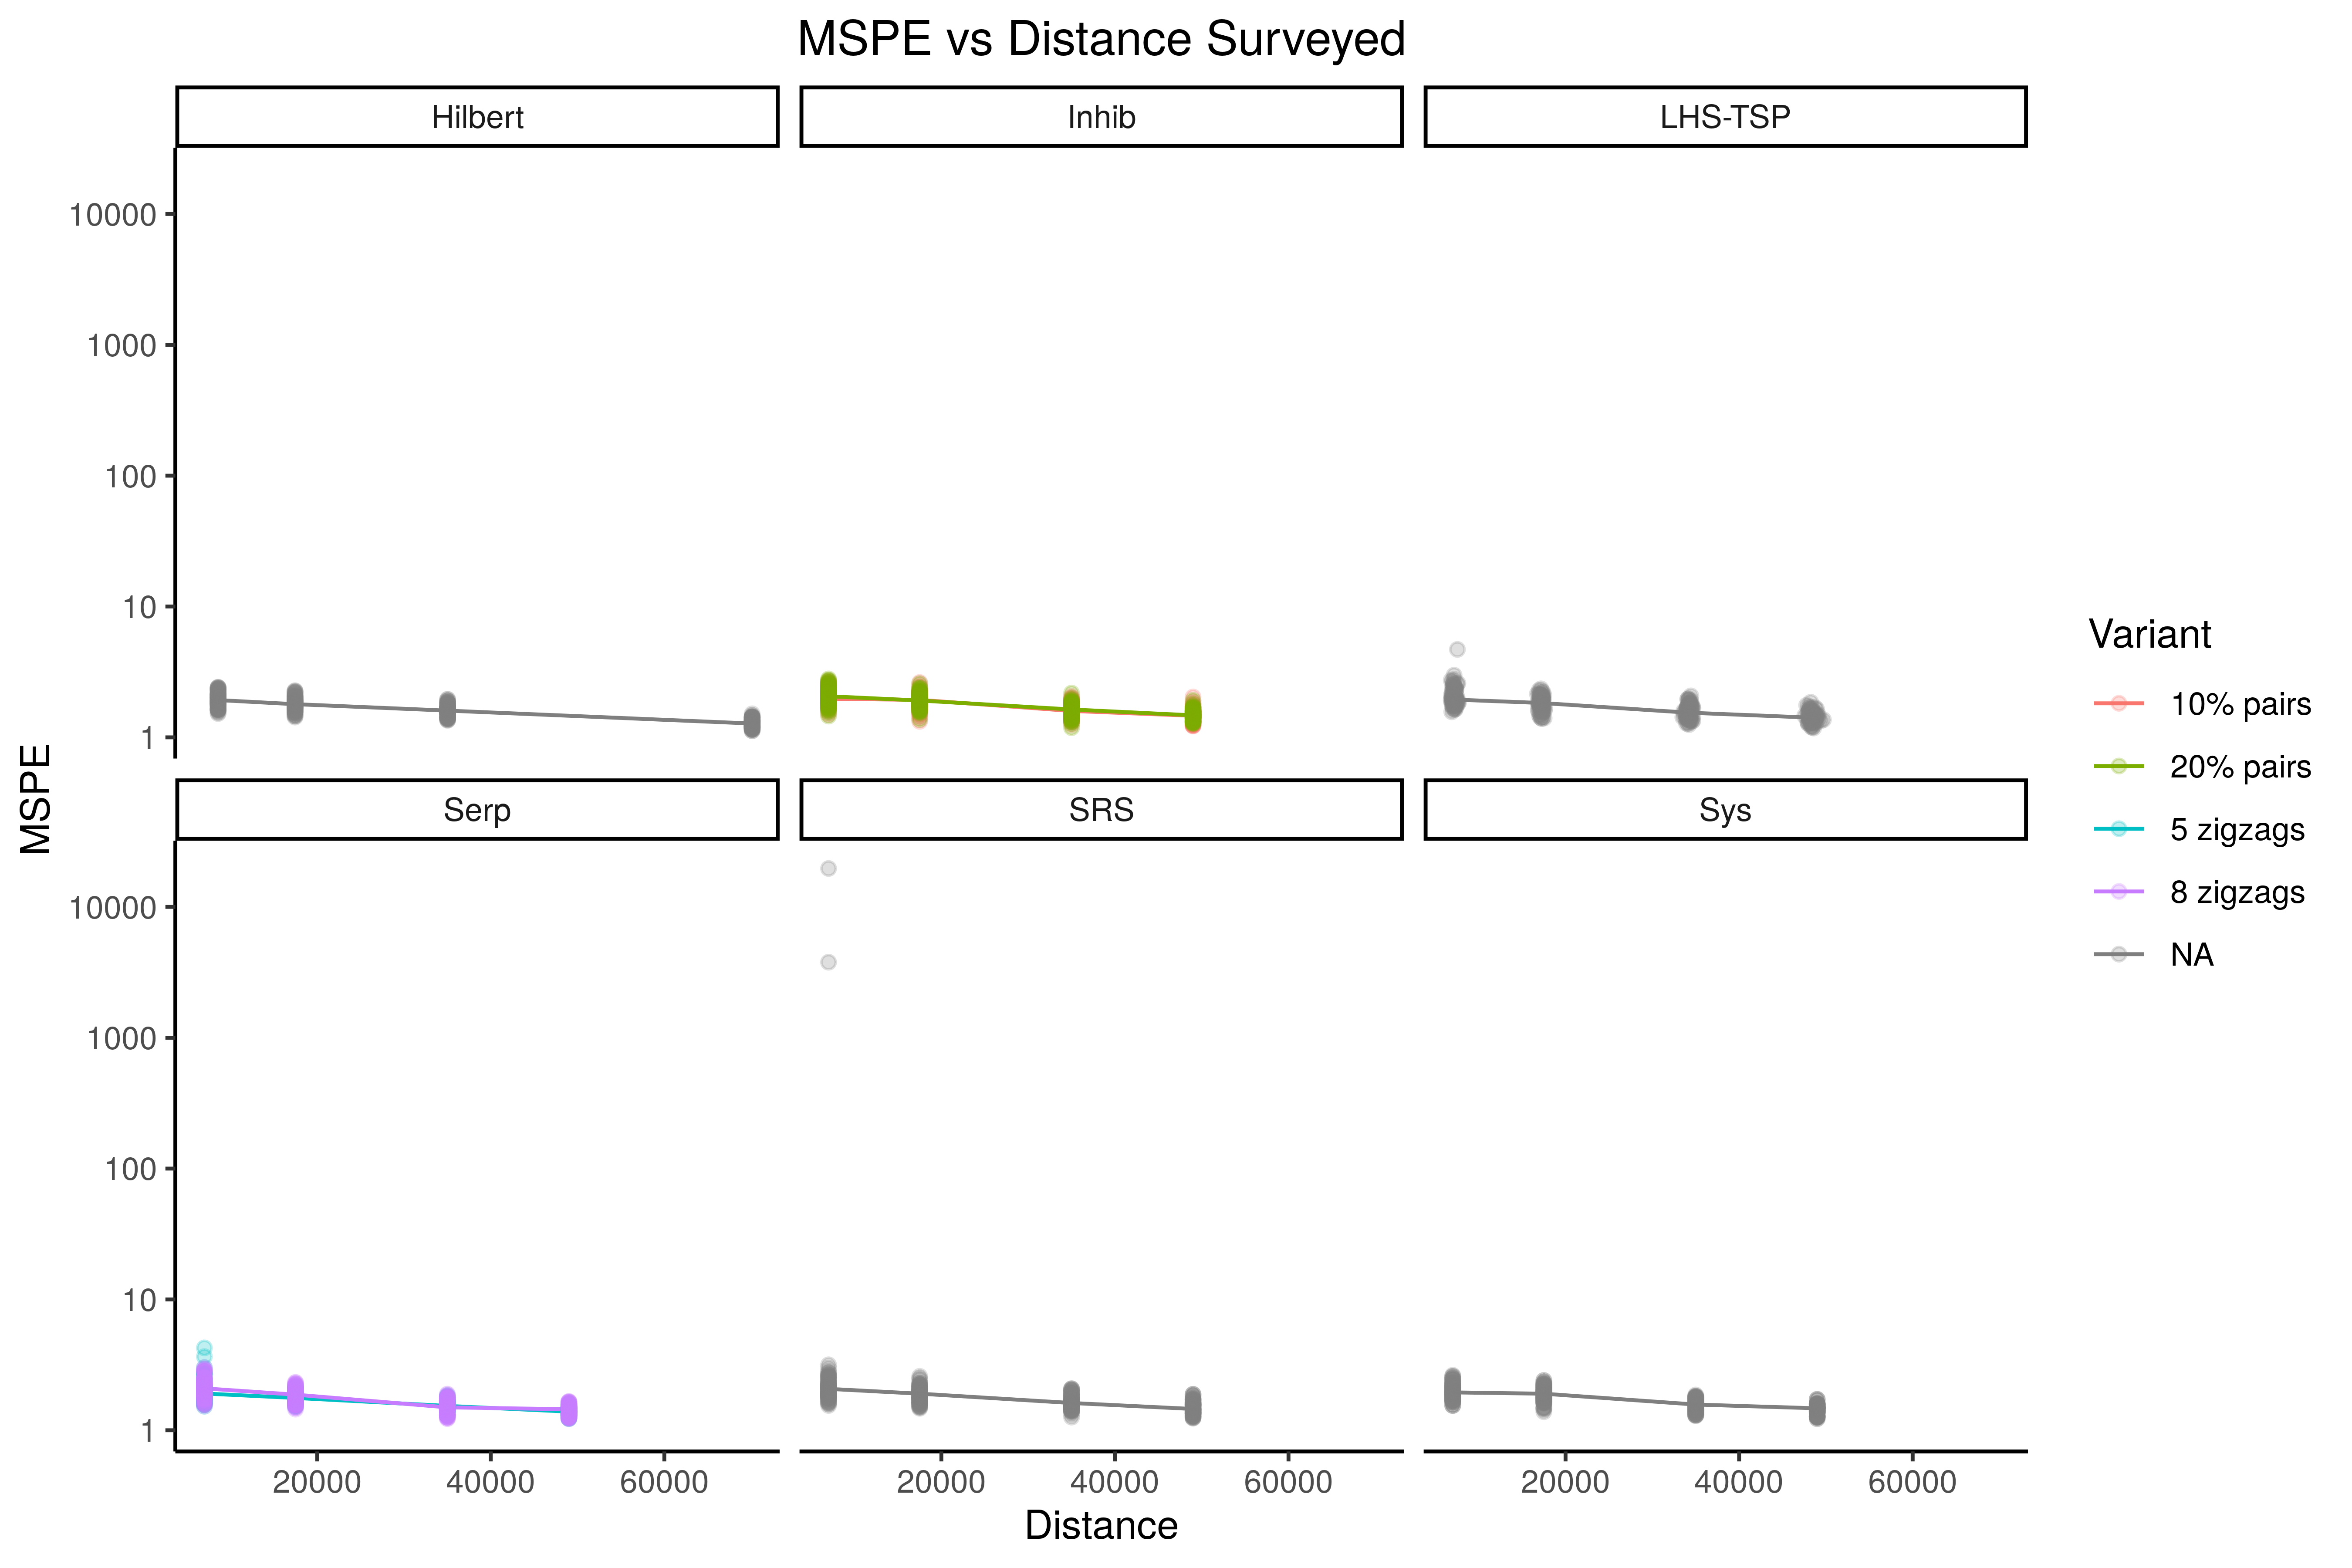 MSPE vs Distance Surveyed
Hilbert
Inhib
LHS-TSP
10000
1000
100
10
1
Serp
SRS
Sys
10000
1000
100
10
1
20000
40000
60000
20000
40000
60000
20000
40000
60000
Distance
MSPE
Variant
10% pairs
20% pairs
5 zigzags
8 zigzags
NA